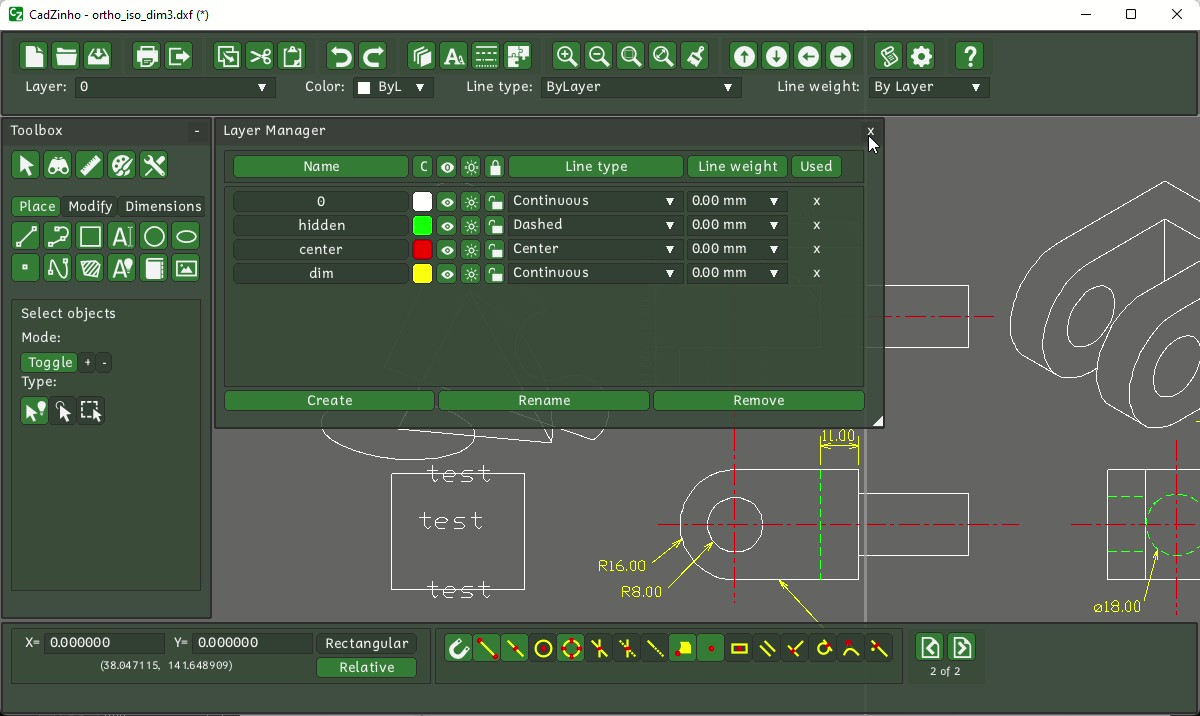 CadZinho - ortho_iso_dim3.dxf (*)
Layer: 0 Color: ByL Line type: ByLayer Line weight: By Layer
Toolbox -
Layer Manager x
Name C Line type Line weight Used
0 Continuous 0.00 mm x
hidden Dashed 0.00 mm x
center Center 0.00 mm x
dim Continuous 0.00 mm x
Create Rename Remove
Place Modify Dimensions
Select objects
Mode:
Toggle + -
Type:
11.00
test
test
test
R16.00
R8.00
ø18.00
X= 0.000000 Y= 0.000000 Rectangular
(38.047115, 141.648909) Relative
2 of 2